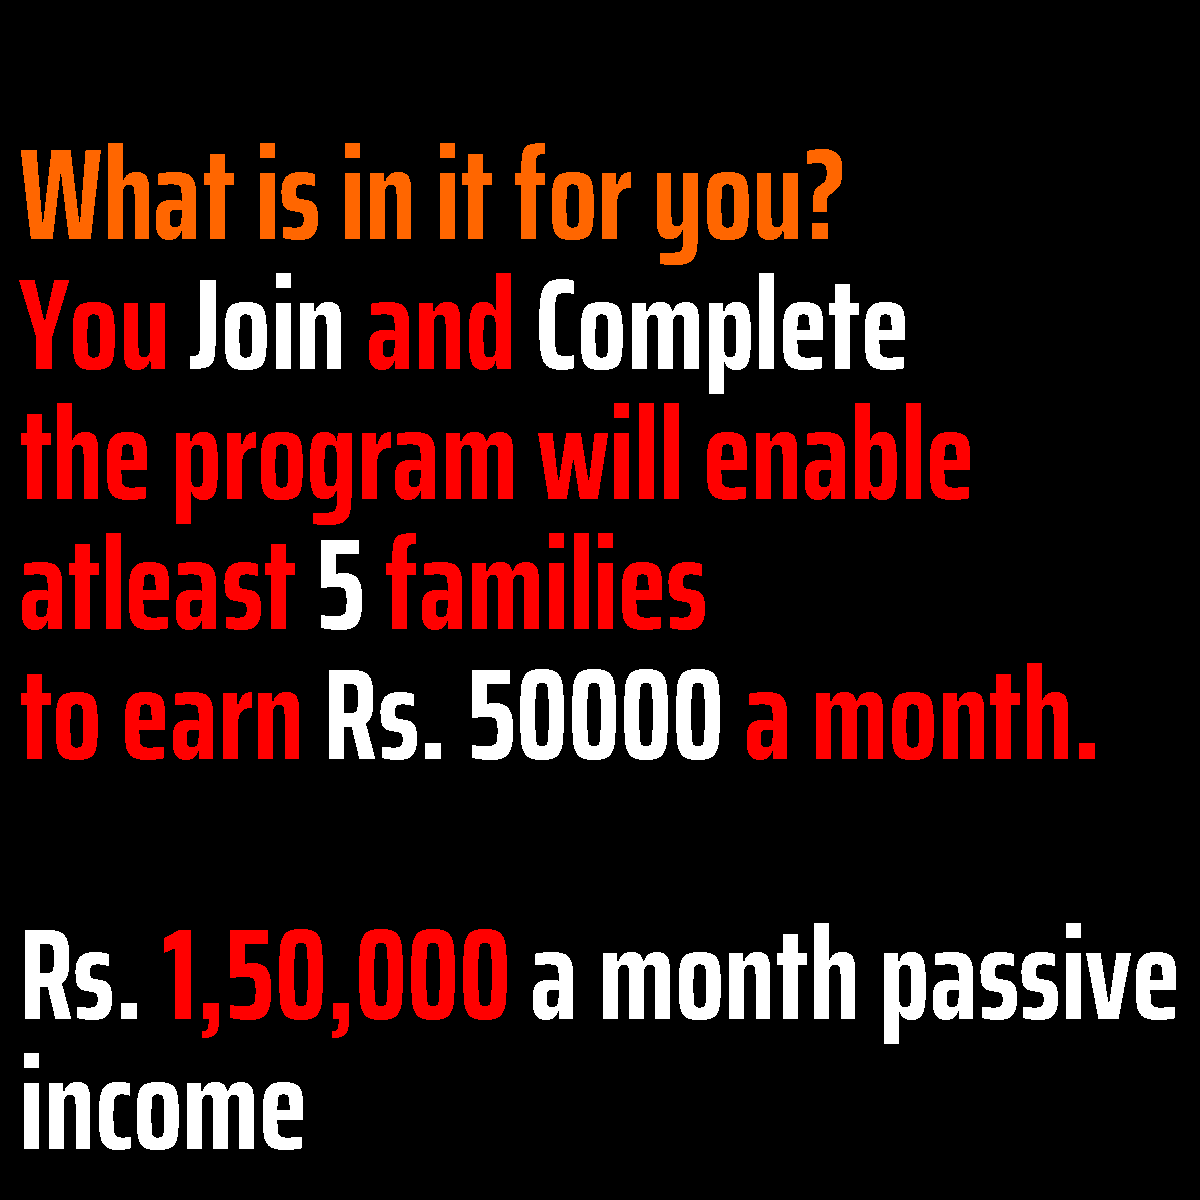 What is in it for you?
You Join and Complete
the program will enable
atleast 5 families
to earn Rs. 50000 a month.
Rs. 1,50,000 a month passive
income